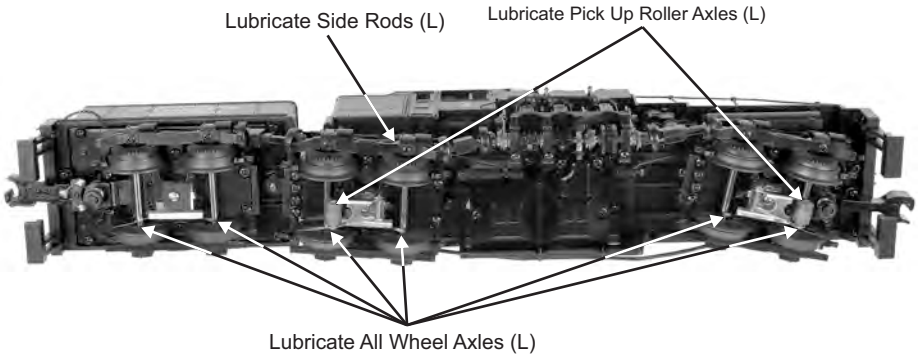 Lubricate Side Rods (L)
Lubricate Pick Up Roller Axles (L)
Lubricate All Wheel Axles (L)